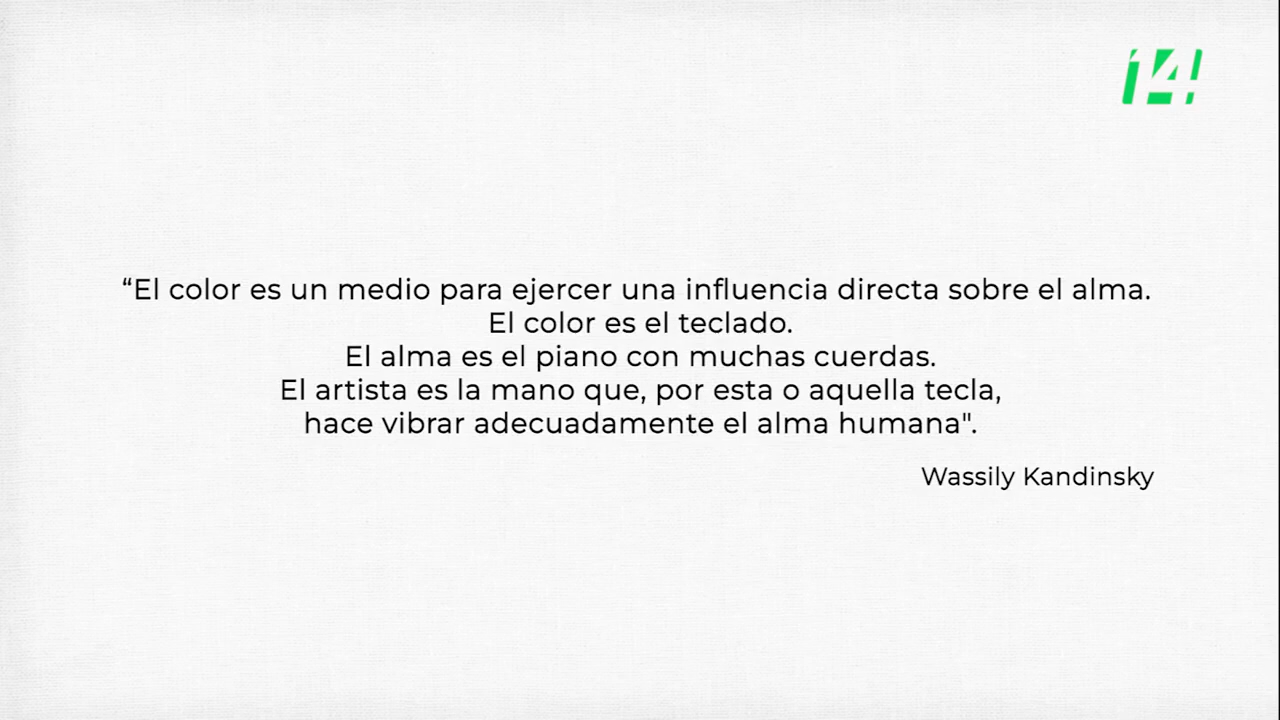 14!
“El color es un medio para ejercer una influencia directa sobre el alma.
El color es el teclado.
El alma es el piano con muchas cuerdas.
El artista es la mano que, por esta o aquella tecla,
hace vibrar adecuadamente el alma humana".
Wassily Kandinsky